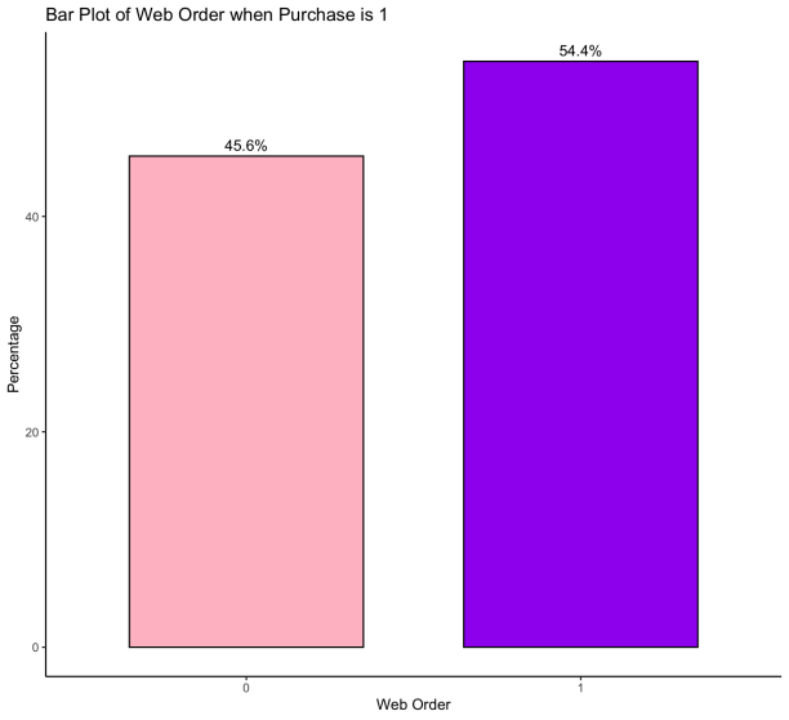 Bar Plot of Web Order when Purchase is 1
54.4%
45.6%
40
20
0
Percentage
0 1
Web Order